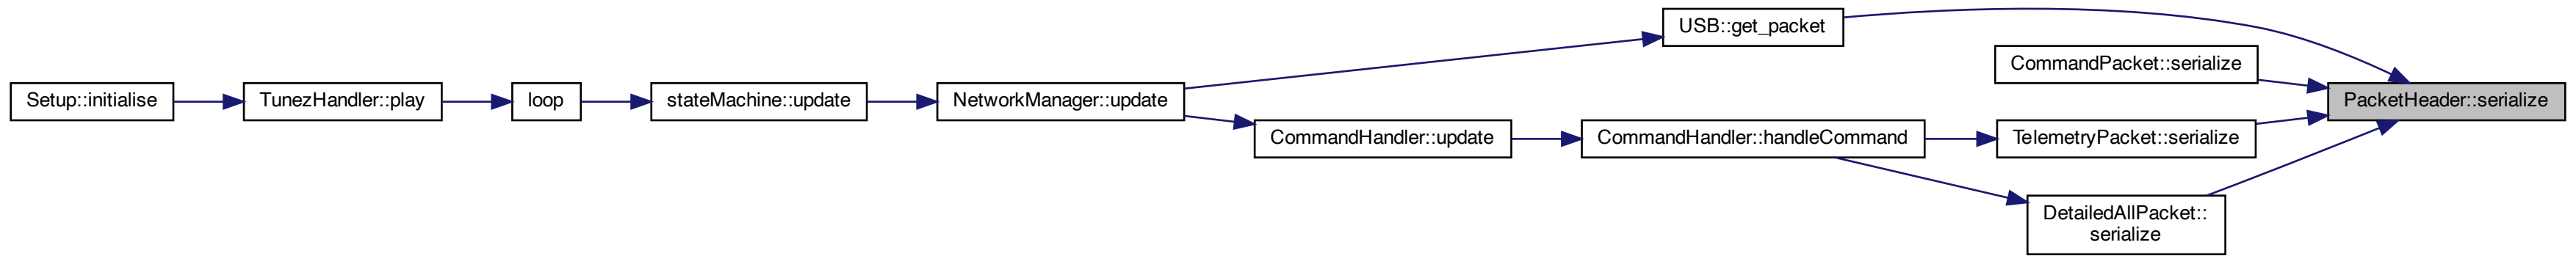 USB::get_packet
CommandPacket::serialize
Setup::initialise
TunezHandler::play
loop
stateMachine::update
NetworkManager::update
PacketHeader::serialize
CommandHandler::update
CommandHandler::handleCommand
TelemetryPacket::serialize
DetailedAllPacket::
serialize